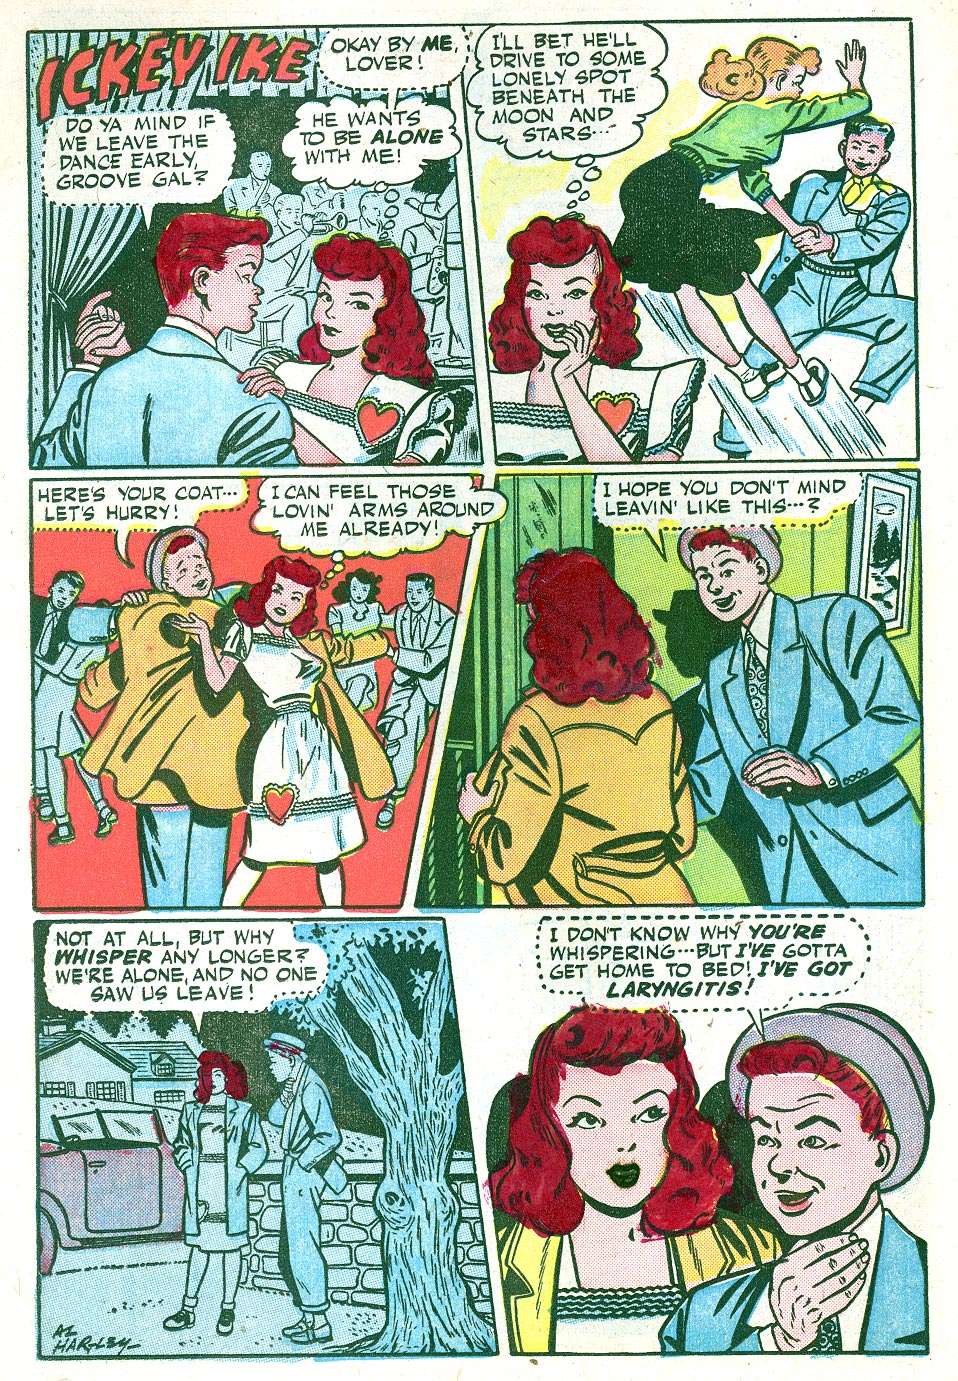 ICKEY IKE
DO YA MIND IF
WE LEAVE THE
DANCE EARLY,
GROOVE GAL?
OKAY BY ME,
LOVER!
HE WANTS
TO BE ALONE
WITH ME!
I'LL BET HE'LL
DRIVE TO SOME
LONELY SPOT
BENEATH THE
MOON AND
STARS...
HERE'S YOUR COAT...
LET'S HURRY!
I CAN FEEL THOSE
LOVIN' ARMS AROUND
ME ALREADY!
I HOPE YOU DON'T MIND
LEAVIN' LIKE THIS...?
NOT AT ALL, BUT WHY
WHISPER ANY LONGER?
WE'RE ALONE, AND NO ONE
SAW US LEAVE!
AL
HARTLEY
I DON'T KNOW WHY YOU'RE
WHISPERING...BUT I'VE GOTTA
GET HOME TO BED! I'VE GOT
LARYNGITIS!